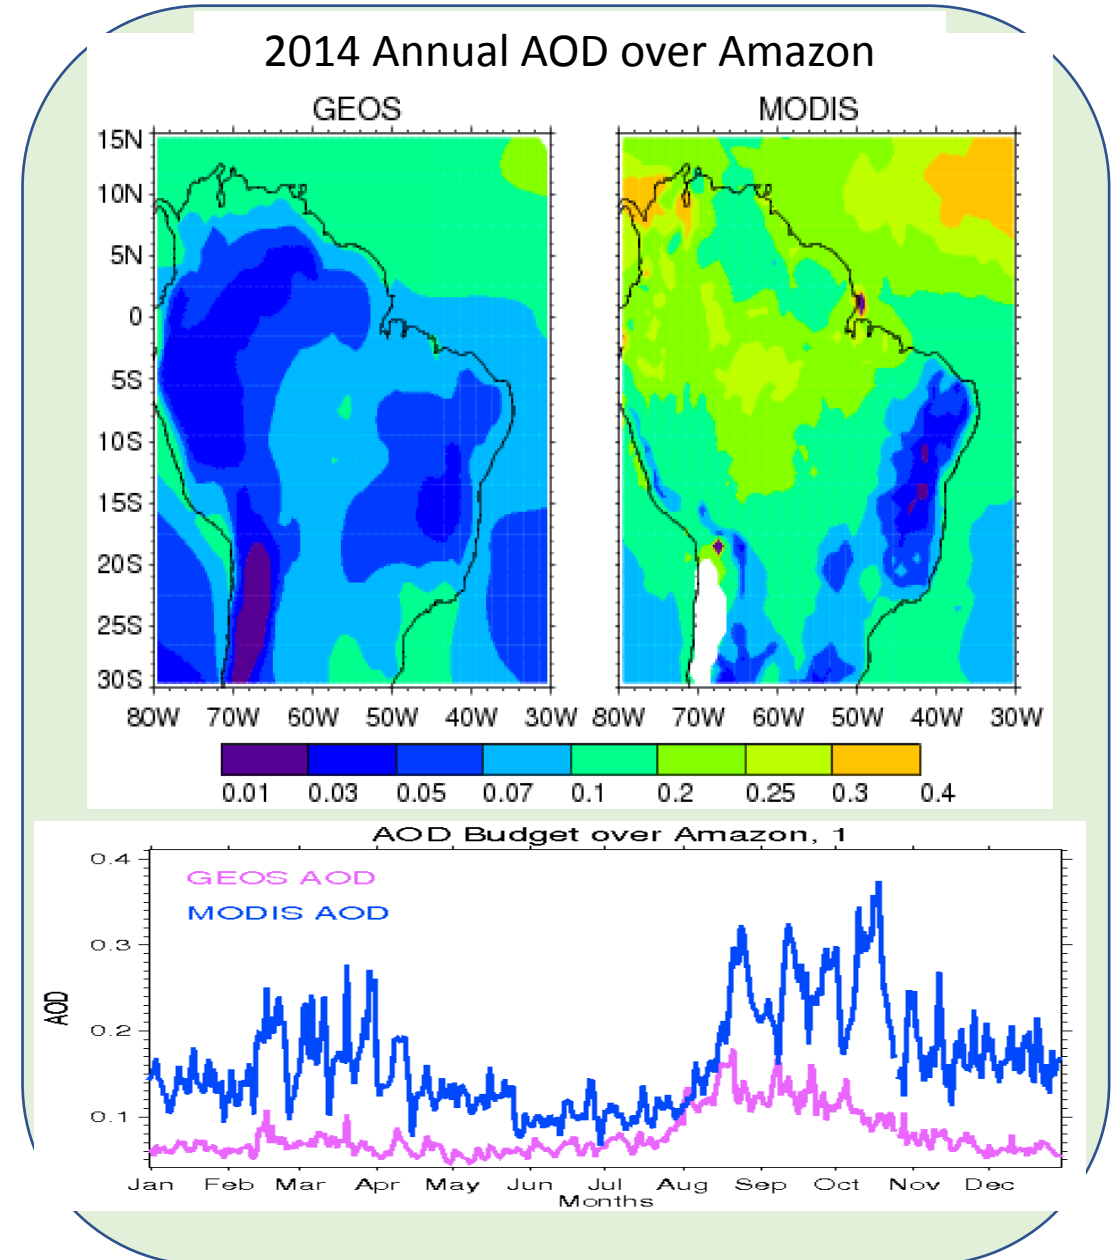 2014 Annual AOD over Amazon
GEOS MODIS
15N
10N
5N
0
5S
10S
15S
20S
25S
30S
80W 70W 60W 50W 40W 30W 80W 70W 60W 50W 40W 30W
0.01 0.03 0.05 0.07 0.1 0.2 0.25 0.3 0.4
AOD Budget over Amazon, 1
0.4
GEOS AOD
MODIS AOD
0.3
AOD
0.2
0.1
Jan Feb Mar Apr May Jun Jul Aug Sep Oct Nov Dec
Months